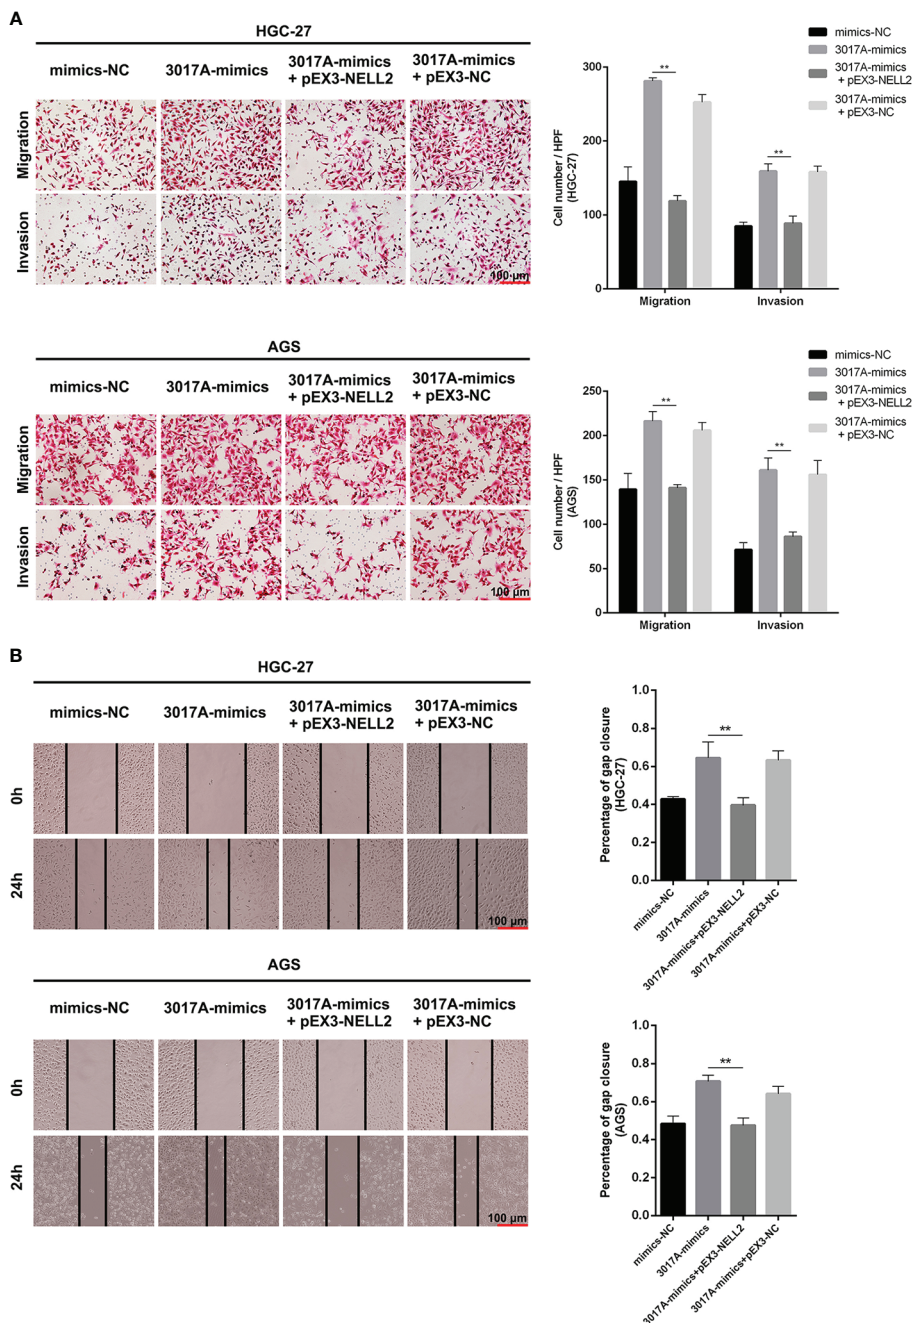 A
HGC-27
mimics-NC
3017A-mimics
3017A-mimics
+ pEX3-NELL2
3017A-mimics
+ pEX3-NC
Migration
Invasion
100 μm
mimics-NC
3017A-mimics
3017A-mimics
+ pEX3-NELL2
3017A-mimics
+ pEX3-NC
Cell number / HPF
(HGC-27)
300
200
100
0
**
**
Migration
Invasion
AGS
mimics-NC
3017A-mimics
3017A-mimics
+ pEX3-NELL2
3017A-mimics
+ pEX3-NC
Migration
Invasion
100 μm
mimics-NC
3017A-mimics
3017A-mimics
+ pEX3-NELL2
3017A-mimics
+ pEX3-NC
Cell number / HPF
(AGS)
250
200
150
100
50
0
**
**
Migration
Invasion
B
HGC-27
mimics-NC
3017A-mimics
3017A-mimics
+ pEX3-NELL2
3017A-mimics
+ pEX3-NC
0h
24h
100 μm
Percentage of gap closure
(HGC-27)
1.0
0.8
0.6
0.4
0.2
0.0
**
mimics-NC
3017A-mimics
3017A-mimics+pEX3-NELL2
3017A-mimics+pEX3-NC
AGS
mimics-NC
3017A-mimics
3017A-mimics
+ pEX3-NELL2
3017A-mimics
+ pEX3-NC
0h
24h
100 μm
Percentage of gap closure
(AGS)
1.0
0.8
0.6
0.4
0.2
0.0
**
mimics-NC
3017A-mimics
3017A-mimics+pEX3-NELL2
3017A-mimics+pEX3-NC